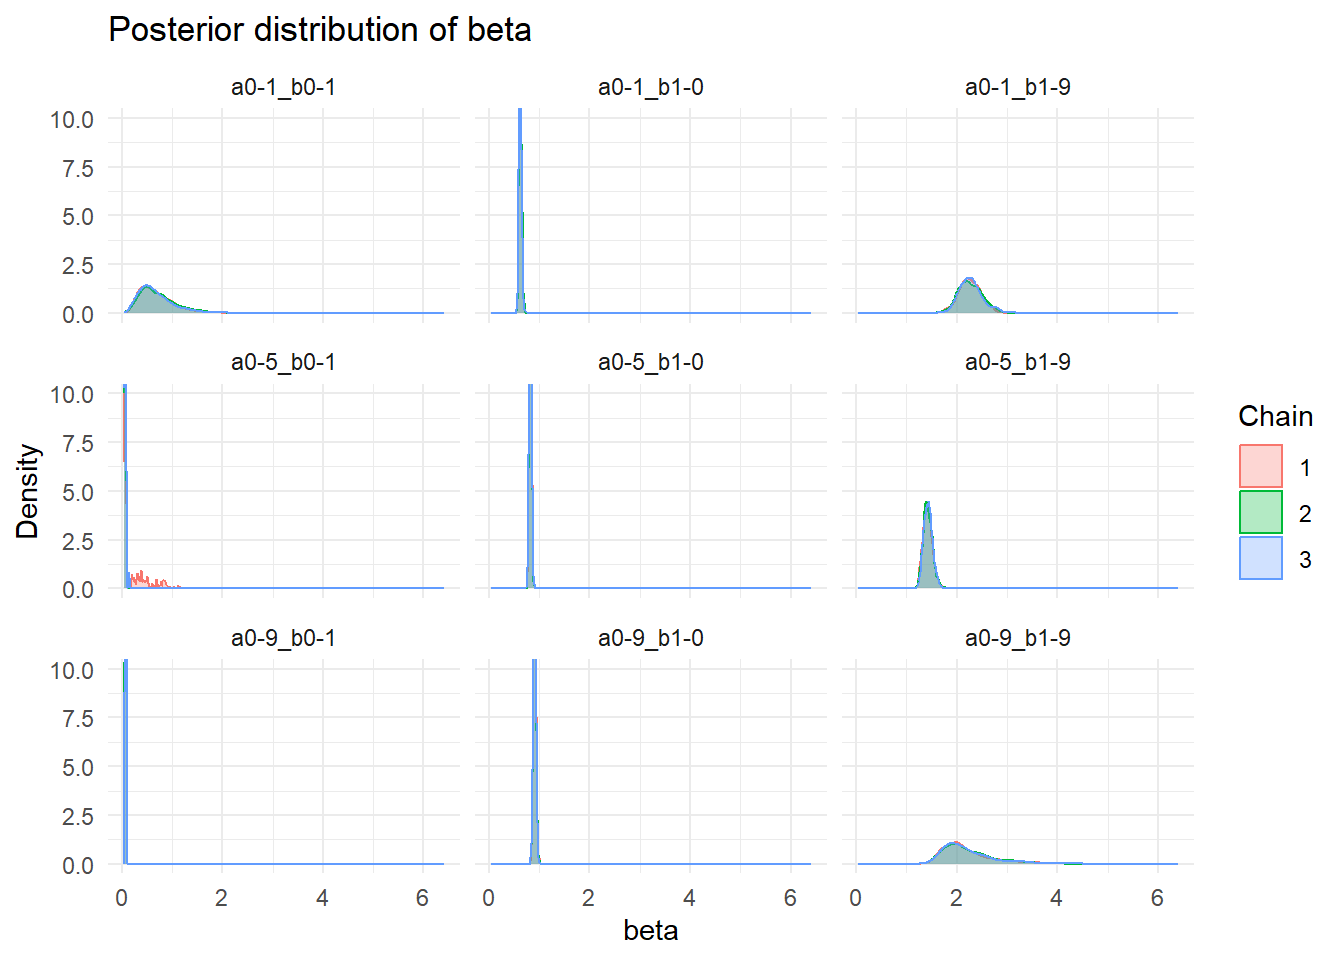 Posterior distribution of beta
a0-1_b0-1 a0-1_b1-0 a0-1_b1-9
10.0
7.5
5.0
2.5
0.0
a0-5_b0-1 a0-5_b1-0 a0-5_b1-9
10.0
7.5
5.0
2.5
0.0
a0-9_b0-1 a0-9_b1-0 a0-9_b1-9
10.0
7.5
5.0
2.5
0.0
0 2 4 6 0 2 4 6 0 2 4 6
beta
Density
Chain
1
2
3